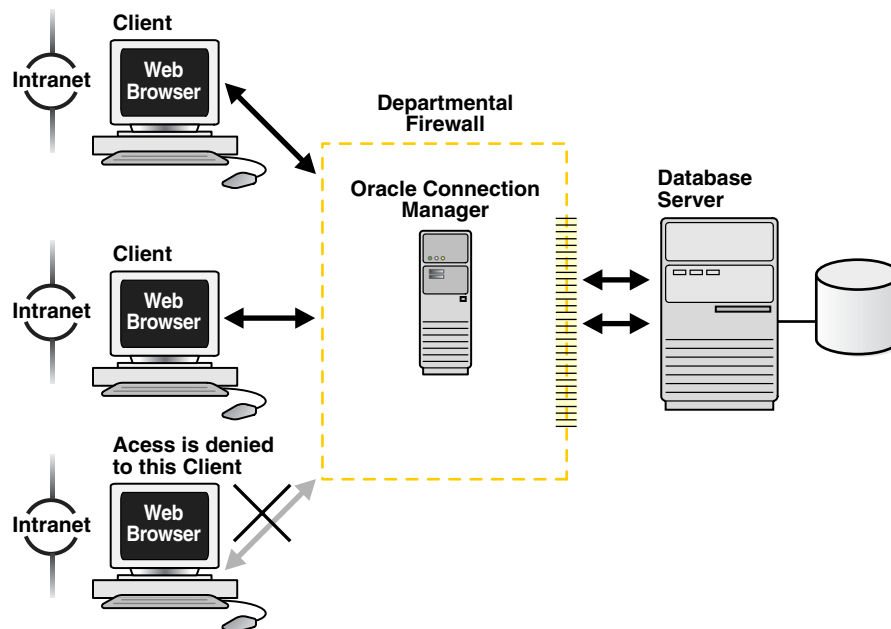 Client
Intranet
Web
Browser
Departmental
Firewall
Oracle Connection
Manager
Database
Server
Client
Intranet
Web
Browser
Acess is denied
to this Client
Intranet
Web
Browser